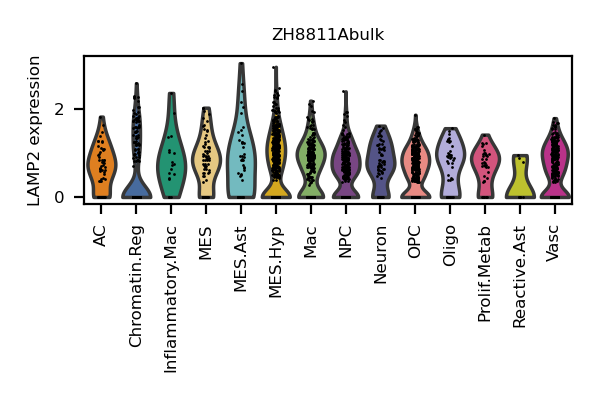 ZH8811Abulk
LAMP2 expression
2
0
AC
Chromatin.Reg
Inflammatory.Mac
MES
MES.Ast
MES.Hyp
Mac
NPC
Neuron
OPC
Oligo
Prolif.Metab
Reactive.Ast
Vasc